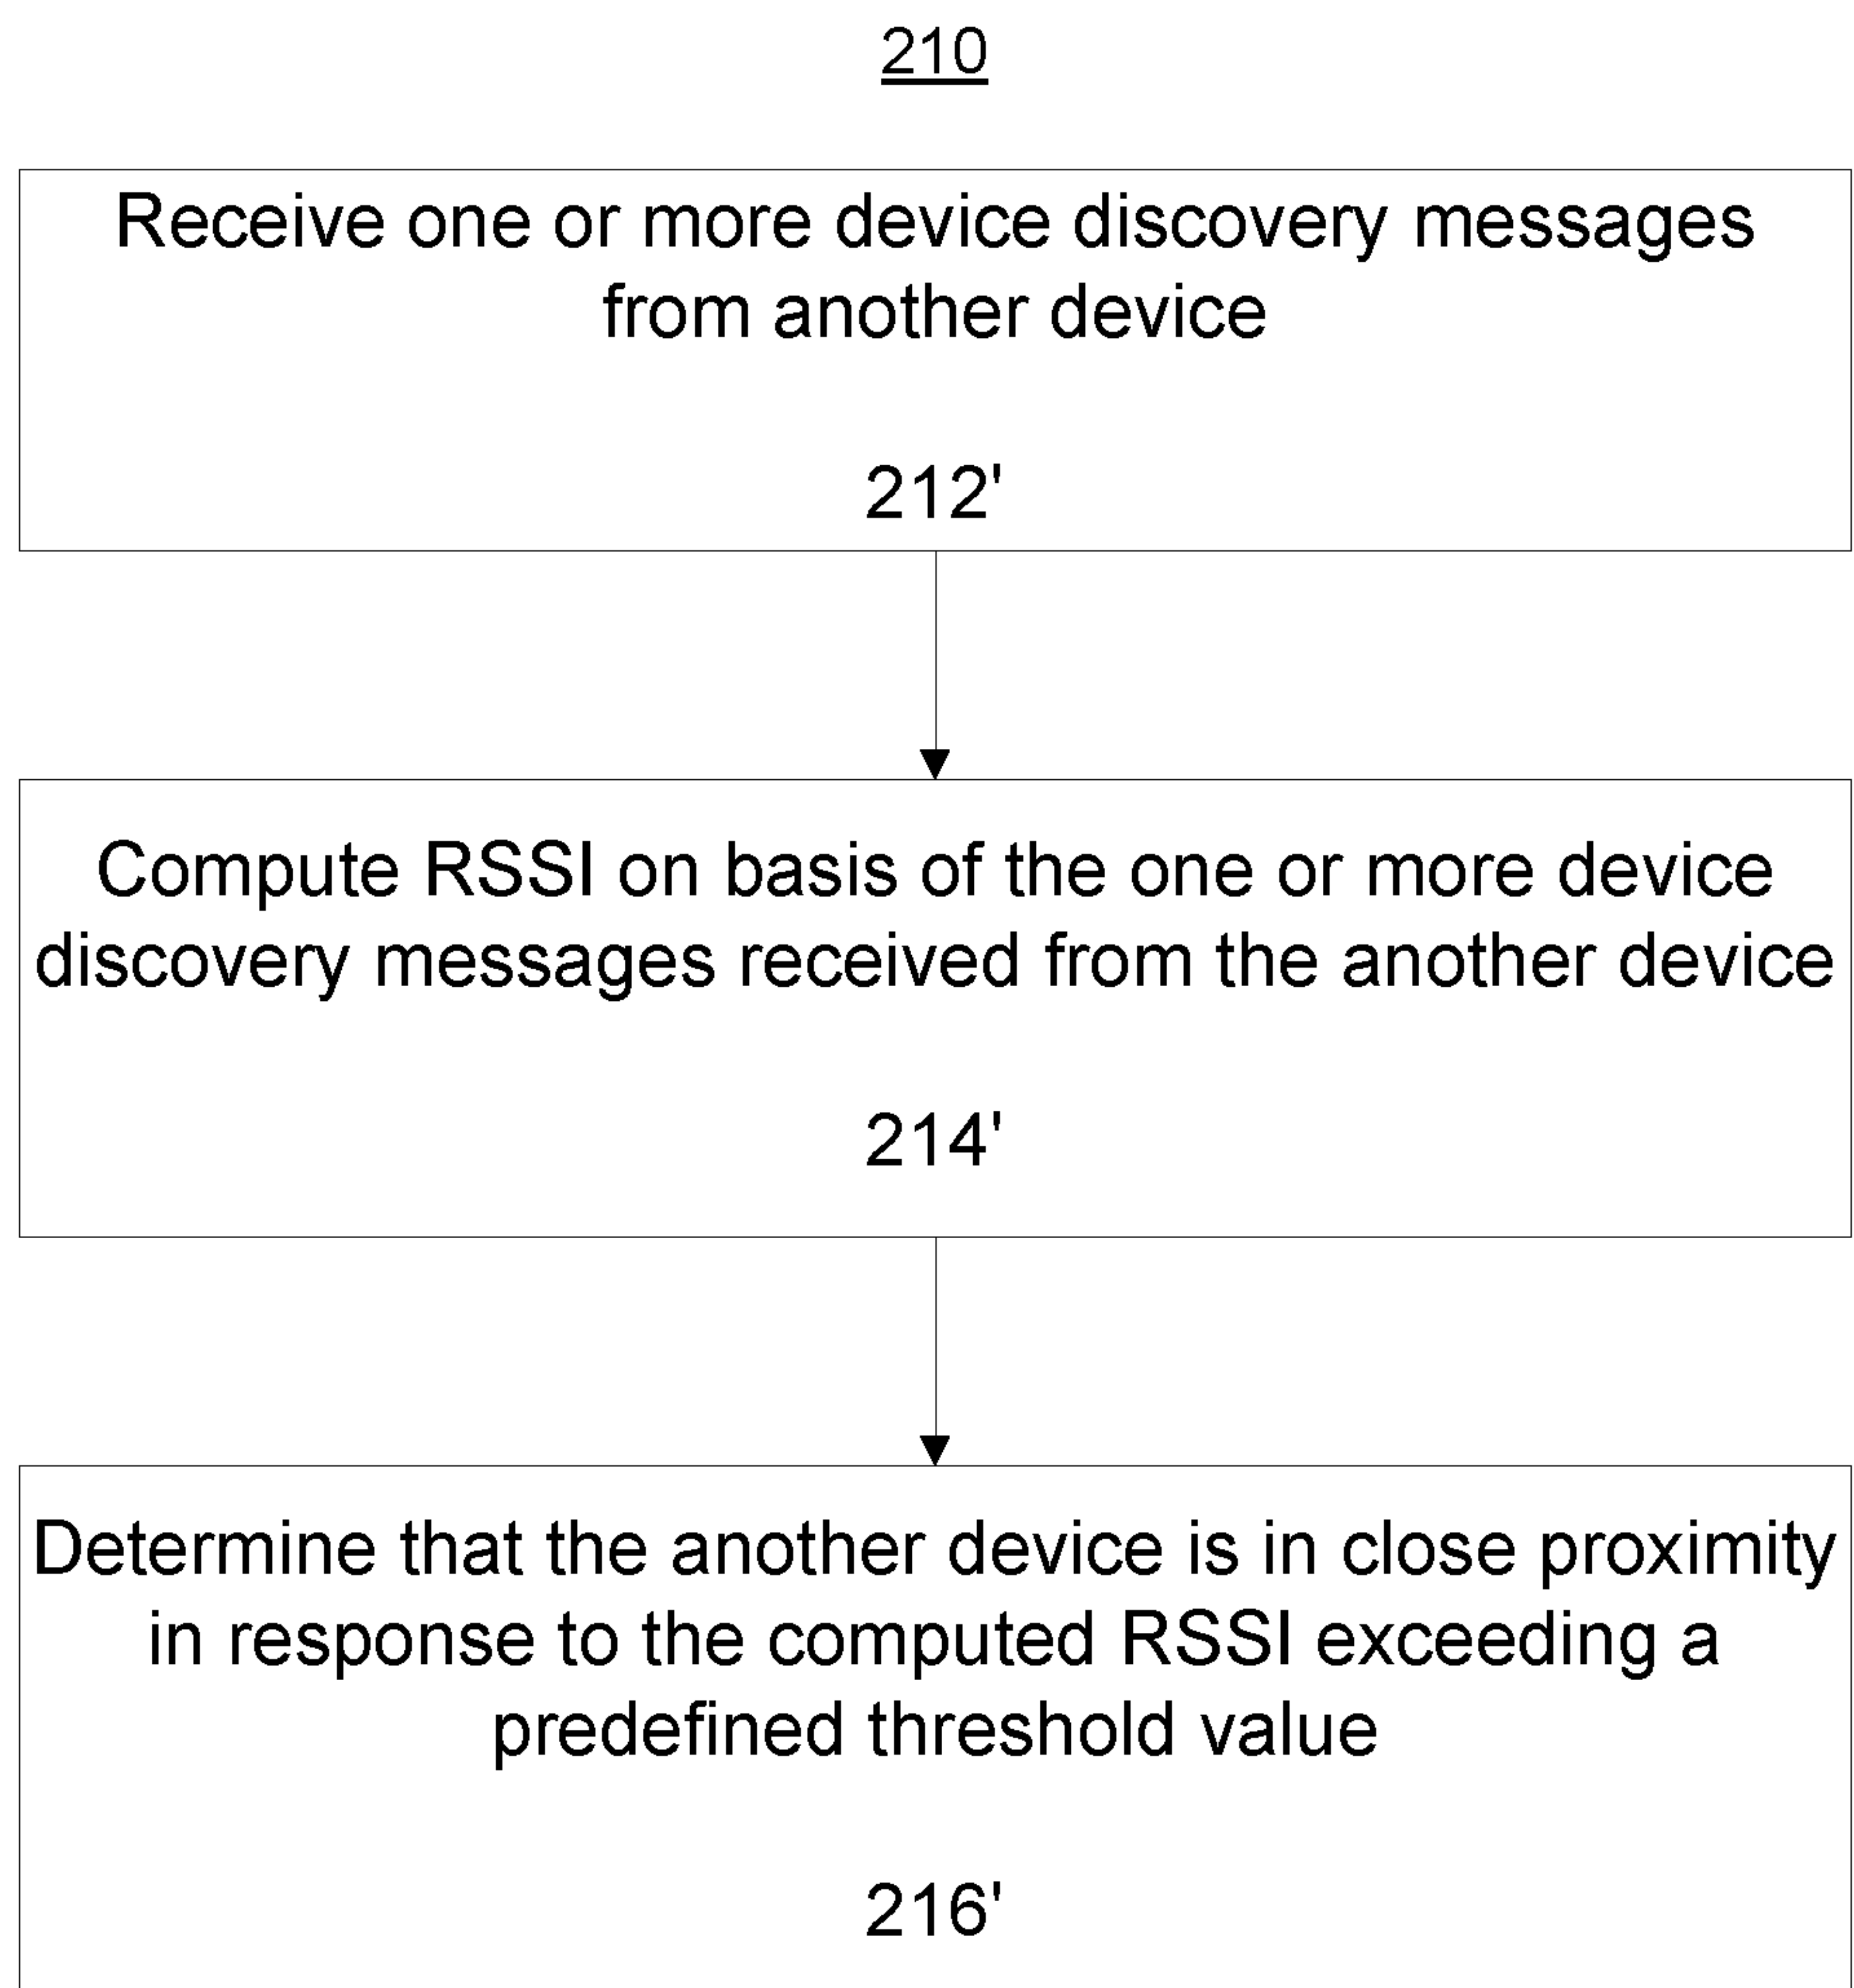 210
Receive one or more device discovery messages
from another device
212'
Compute RSSI on basis of the one or more device
discovery messages received from the another device
214'
Determine that the another device is in close proximity
in response to the computed RSSI exceeding a
predefined threshold value
216'